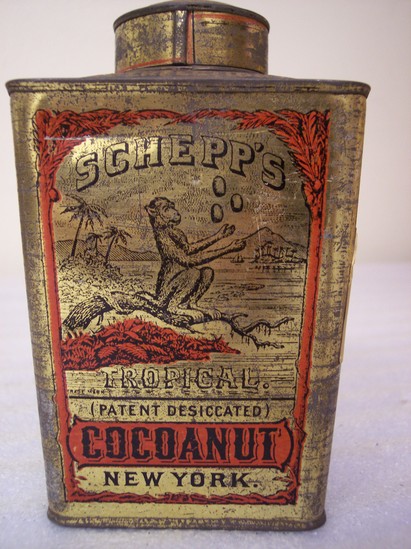 SCHEPP'S
TROPICAL.
(PATENT DESICCATED)
COCOANUT
NEW YORK.